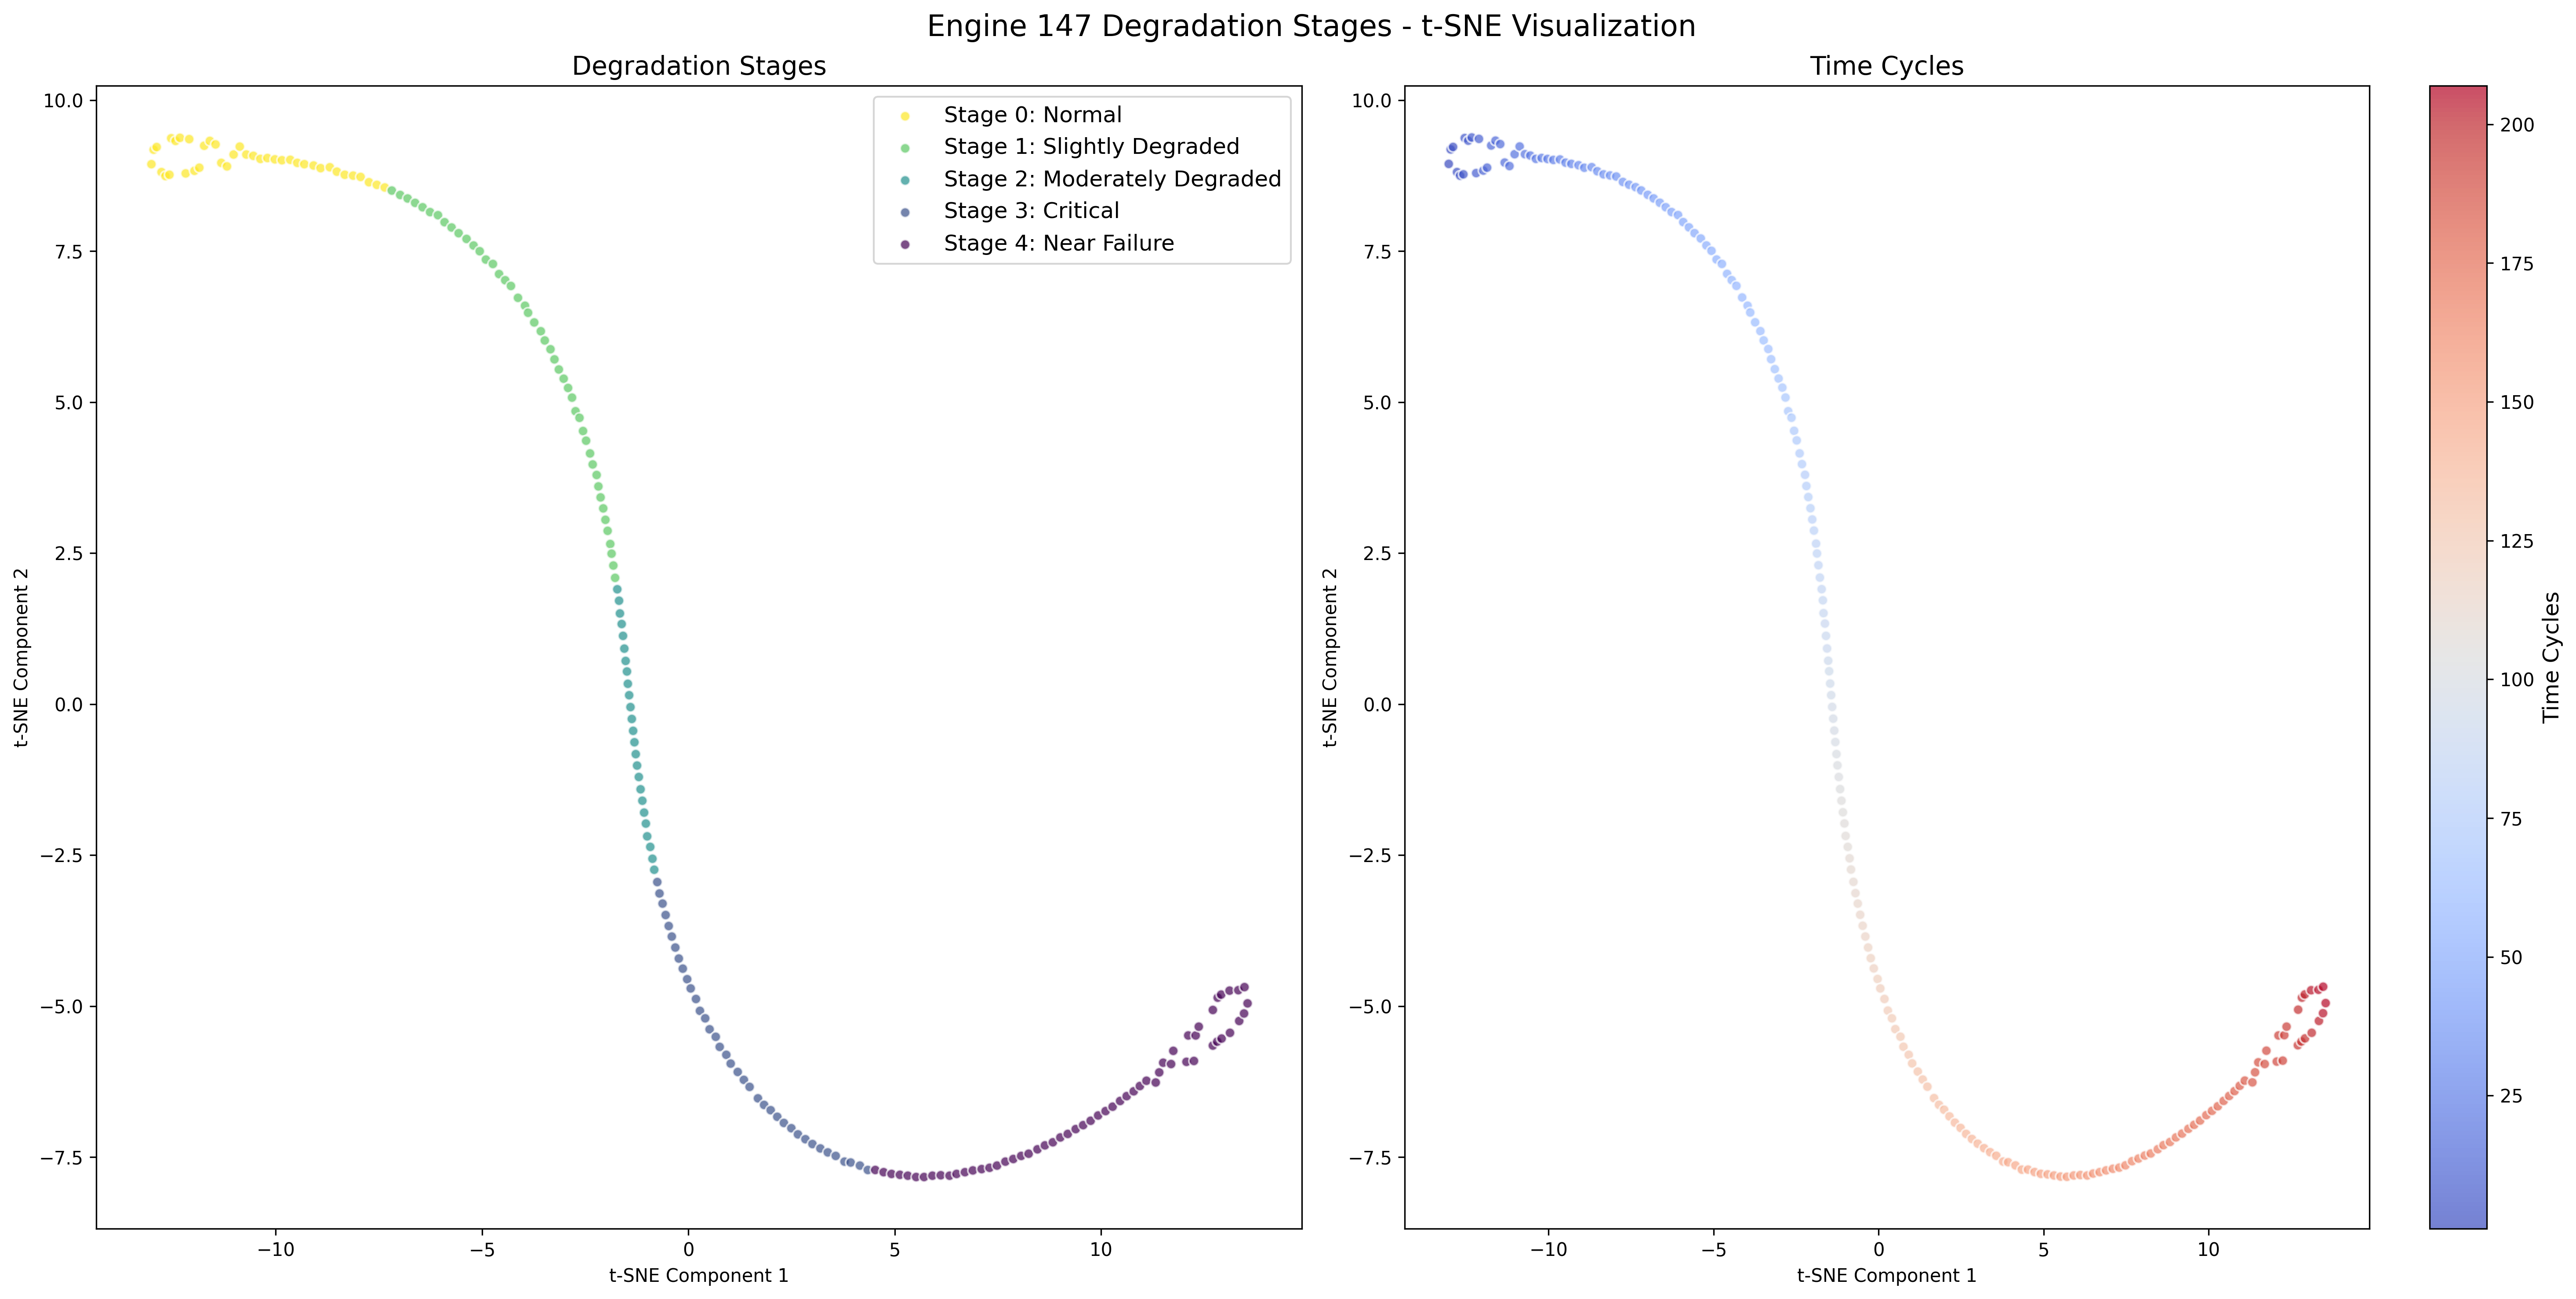 Engine 147 Degradation Stages - t-SNE Visualization
Degradation Stages
10.0
7.5
5.0
2.5
0.0
−2.5
−5.0
−7.5
t-SNE Component 2
−10
−5
0
5
10
t-SNE Component 1
Stage 0: Normal
Stage 1: Slightly Degraded
Stage 2: Moderately Degraded
Stage 3: Critical
Stage 4: Near Failure
Time Cycles
10.0
7.5
5.0
2.5
0.0
−2.5
−5.0
−7.5
t-SNE Component 2
−10
−5
0
5
10
t-SNE Component 1
200
175
150
125
100
75
50
25
Time Cycles